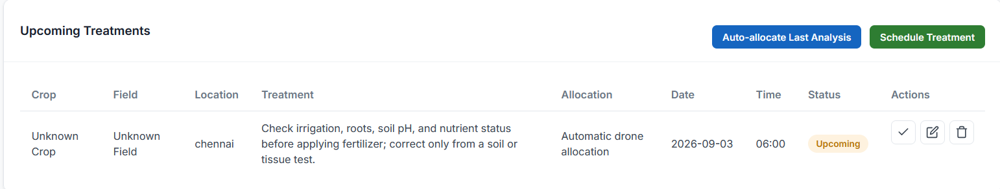 Upcoming Treatments
Auto-allocate Last Analysis
Schedule Treatment
Crop Field Location Treatment Allocation Date Time Status Actions
Unknown Crop
Unknown Field
chennai
Check irrigation, roots, soil pH, and nutrient status
before applying fertilizer; correct only from a soil or
tissue test.
Automatic drone
allocation
2026-09-03
06:00
Upcoming